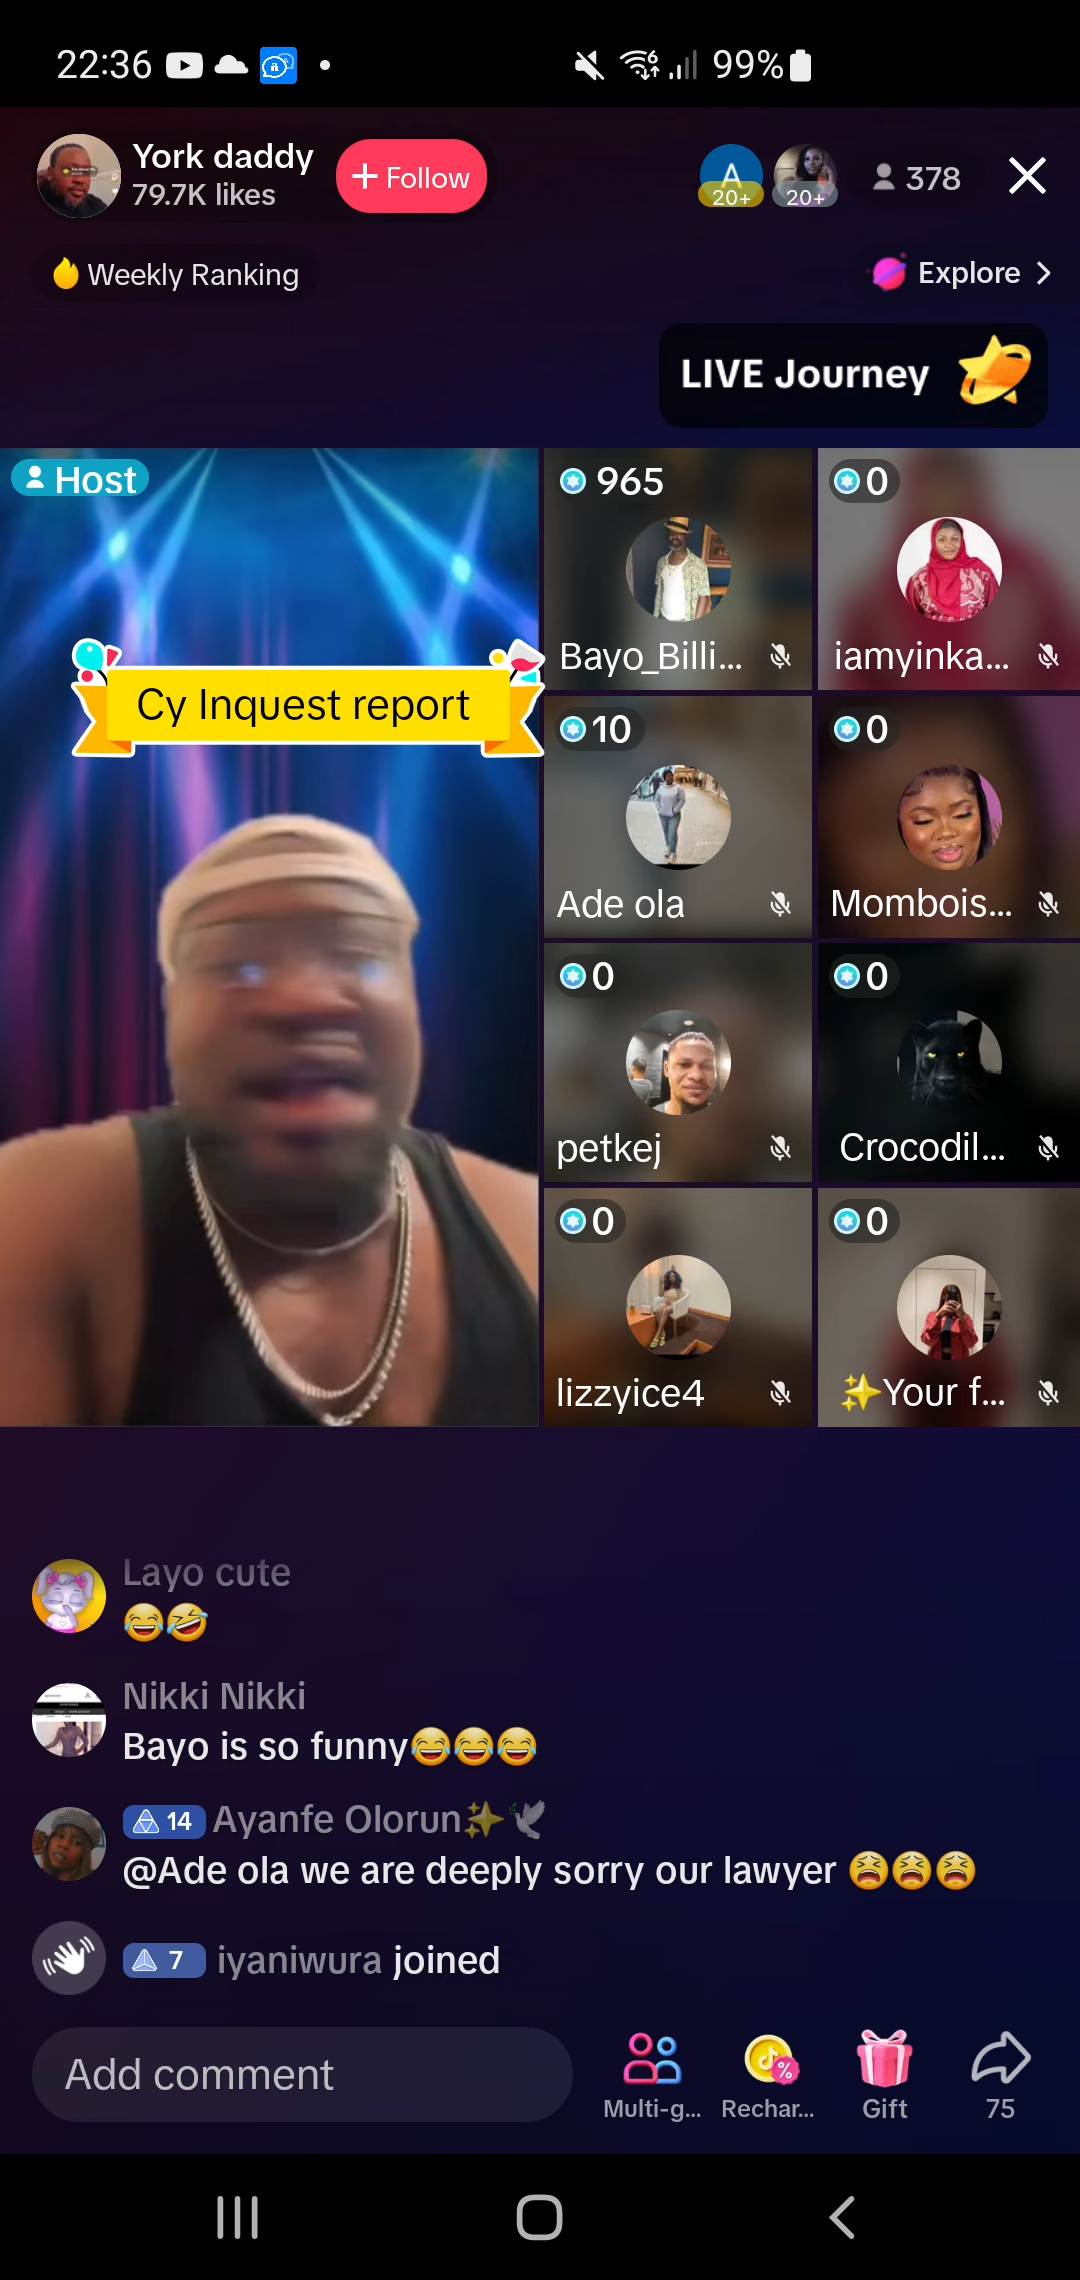 22:36
99%
York daddy
79.7K likes
+ Follow
A
20+
20+
378
Weekly Ranking
Explore >
LIVE Journey
Host
Cy Inquest report
965
Bayo_Billi...
0
iamyinka...
10
Ade ola
0
Mombois...
0
petkej
0
Crocodil...
0
lizzyice4
0
✨Your f...
Layo cute
😂🤣
Nikki Nikki
Bayo is so funny😂😂😂
14 Ayanfe Olorun✨🕊
@Ade ola we are deeply sorry our lawyer 😫😫😫
7 iyaniwura joined
Add comment
Multi-g...
Rechar...
Gift
75